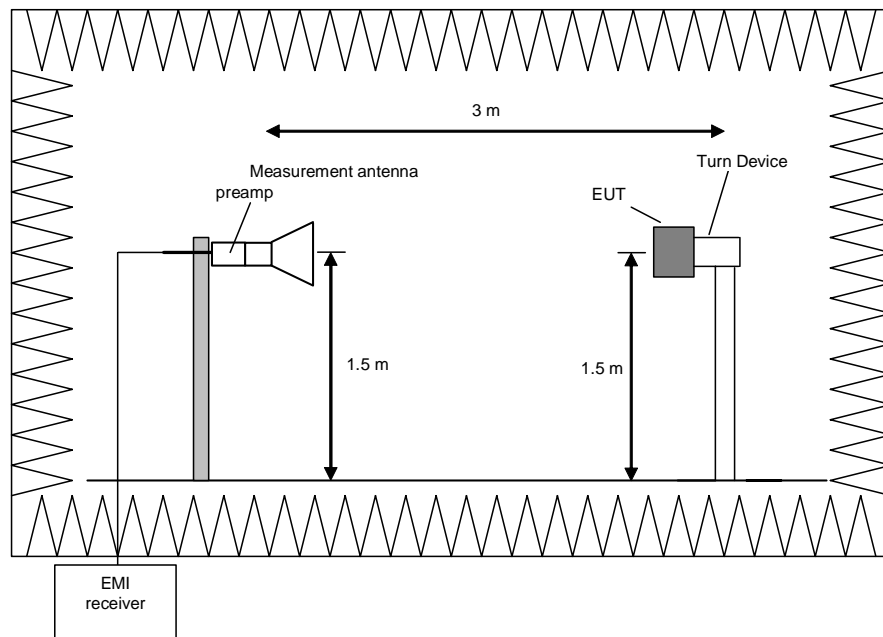 3 m
Measurement antenna
preamp
Turn Device
EUT
1.5 m
1.5 m
EMI
receiver